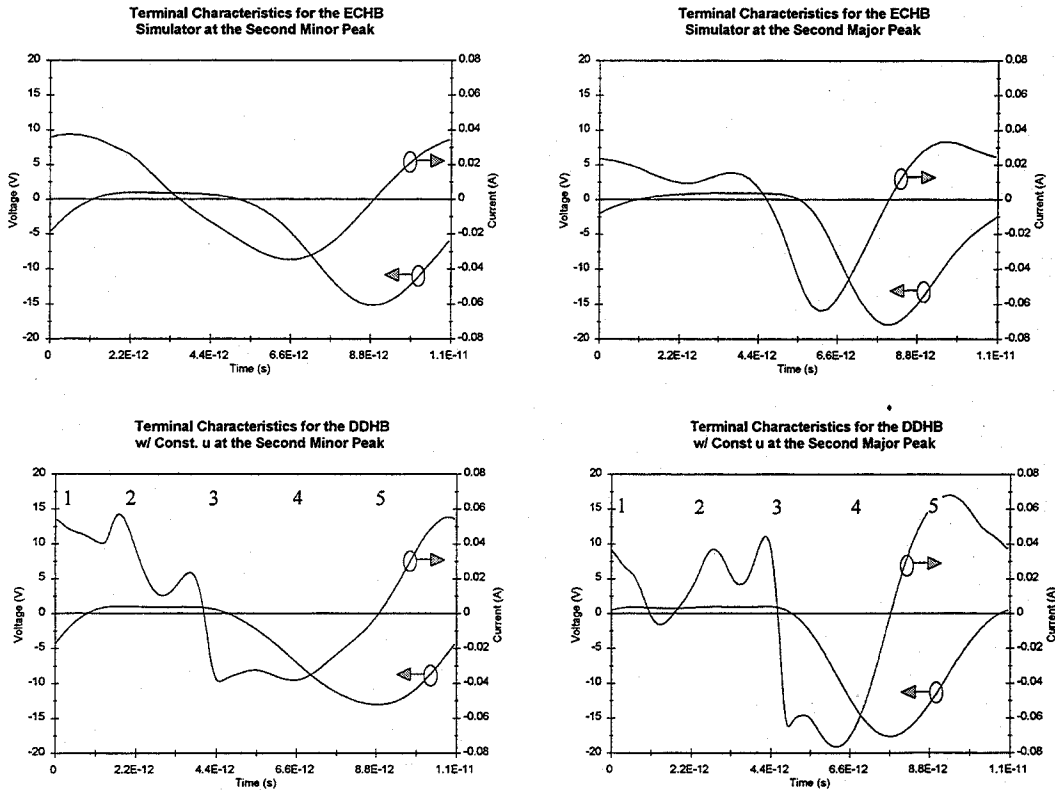 Terminal Characteristics for the ECHB
Simulator at the Second Minor Peak
20
15
10
5
0
-5
-10
-15
-20
Voltage (V)
0.08
0.06
0.04
0.02
0
-0.02
-0.04
-0.06
-0.08
Current (A)
0
2.2E-12
4.4E-12
6.6E-12
8.8E-12
1.1E-11
Time (s)
Terminal Characteristics for the ECHB
Simulator at the Second Major Peak
20
15
10
5
0
-5
-10
-15
-20
Voltage (V)
0.08
0.06
0.04
0.02
0
-0.02
-0.04
-0.06
-0.08
Current (A)
0
2.2E-12
4.4E-12
6.6E-12
8.8E-12
1.1E-11
Time (s)
Terminal Characteristics for the DDHB
w/ Const. u at the Second Minor Peak
20
15
10
5
0
-5
-10
-15
-20
Voltage (V)
1 2 3 4 5
0.08
0.06
0.04
0.02
0
-0.02
-0.04
-0.06
-0.08
Current (A)
0
2.2E-12
4.4E-12
6.6E-12
8.8E-12
1.1E-11
Time (s)
Terminal Characteristics for the DDHB
w/ Const u at the Second Major Peak
20
15
10
5
0
-5
-10
-15
-20
Voltage (V)
1 2 3 4 5
0.08
0.06
0.04
0.02
0
-0.02
-0.04
-0.06
-0.08
Current (A)
0
2.2E-12
4.4E-12
6.6E-12
8.8E-12
1.1E-11
Time (s)